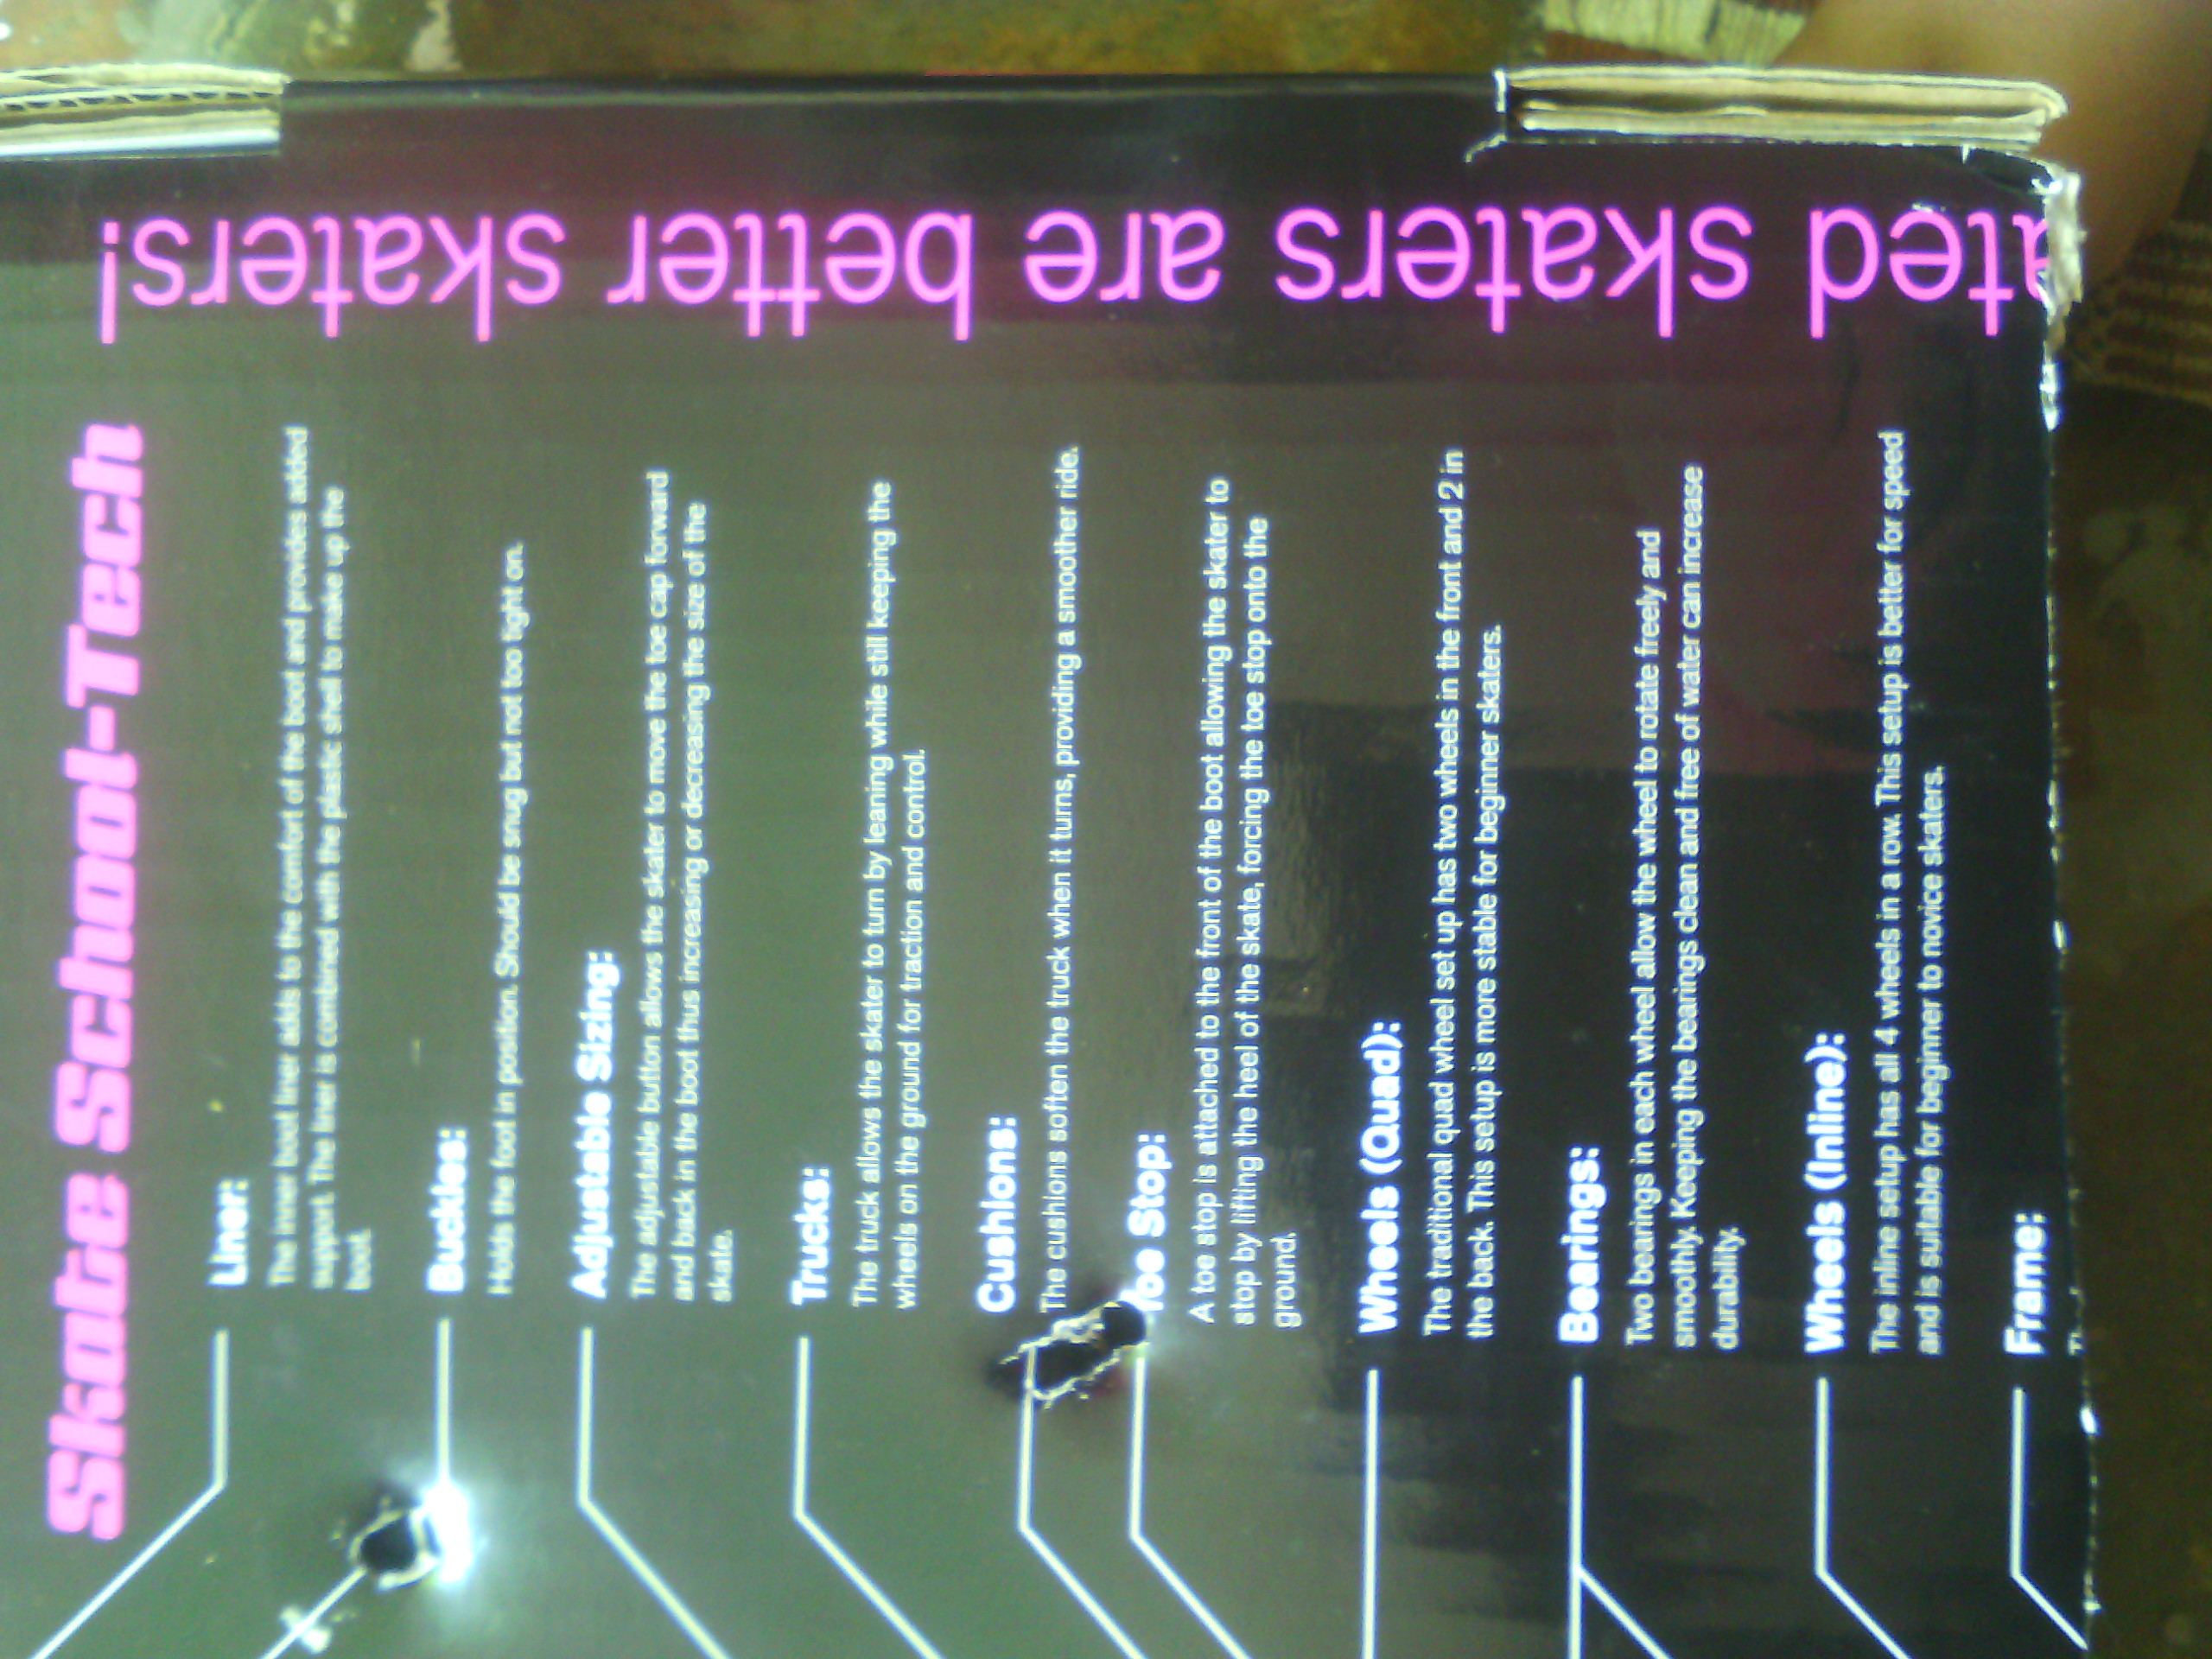 Skate School-Tech
Liner:
The inner boot liner adds to the comfort of the boot and provides added
support. The liner is combined with the plastic shell to make up the
boot.
Buckles:
Holds the foot in position. Should be snug but not too tight on.
Adjustable Sizing:
The adjustable button allows the skater to move the toe cap forward
and back in the boot thus increasing or decreasing the size of the
skate.
Trucks:
The truck allows the skater to turn by leaning while still keeping the
wheels on the ground for traction and control.
Cushions:
The cushions soften the truck when it turns, providing a smoother ride.
Toe Stop:
A toe stop is attached to the front of the boot allowing the skater to
stop by lifting the heel of the skate, forcing the toe stop onto the
ground.
Wheels (Quad):
The traditional quad wheel set up has two wheels in the front and 2 in
the back. This setup is more stable for beginner skaters.
Bearings:
Two bearings in each wheel allow the wheel to rotate freely and
smoothly. Keeping the bearings clean and free of water can increase
durability.
Wheels (Inline):
The inline setup has all 4 wheels in a row. This setup is better for speed
and is suitable for beginner to novice skaters.
Frame:
ated skaters are better skaters!